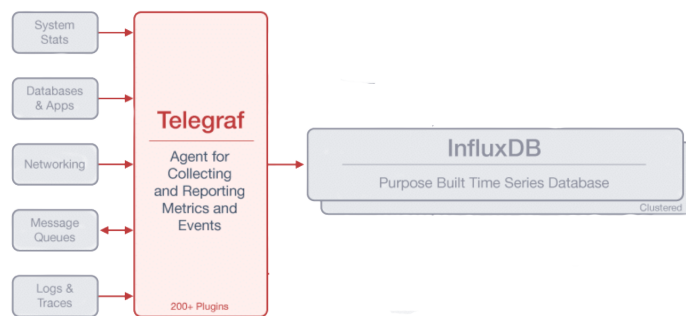 System
Stats
Databases
& Apps
Networking
Message
Queues
Logs &
Traces
Telegraf
Agent for
Collecting
and Reporting
Metrics and
Events
200+ Plugins
InfluxDB
Purpose Built Time Series Database
Clustered